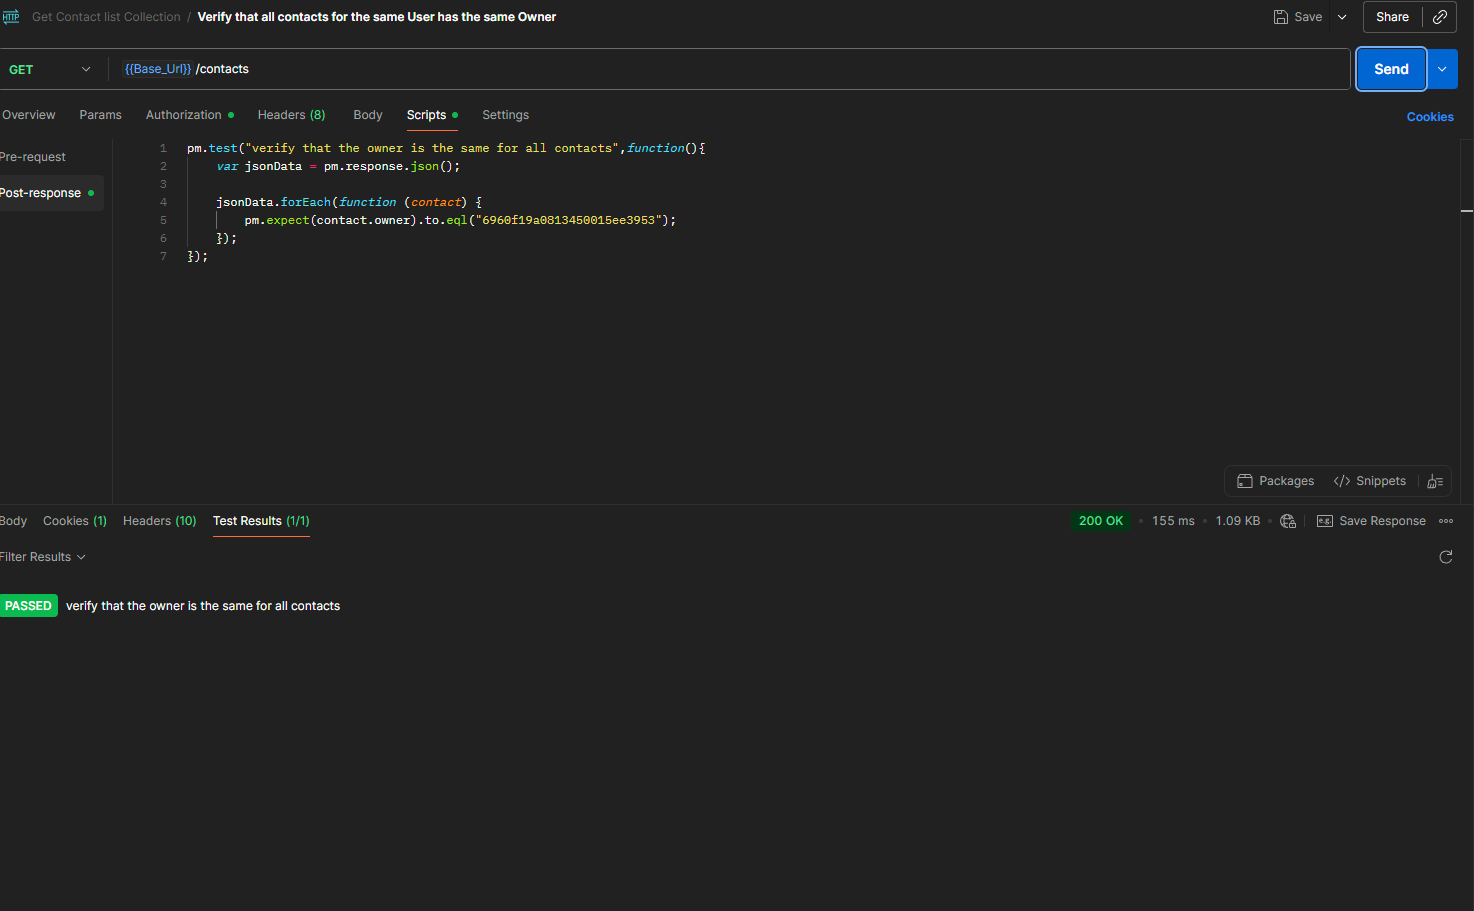 HTTP Get Contact list Collection / Verify that all contacts for the same User has the same Owner Save Share
GET {{Base_Url}} /contacts Send
Overview Params Authorization Headers (8) Body Scripts Settings Cookies
Pre-request
Post-response
1 pm.test("verify that the owner is the same for all contacts",function(){
2 var jsonData = pm.response.json();
3
4 jsonData.forEach(function (contact) {
5 pm.expect(contact.owner).to.eql("6960f19a0813450015ee3953");
6 });
7 });
Packages </> Snippets
Body Cookies (1) Headers (10) Test Results (1/1) 200 OK • 155 ms • 1.09 KB • e.g. Save Response
Filter Results
PASSED verify that the owner is the same for all contacts